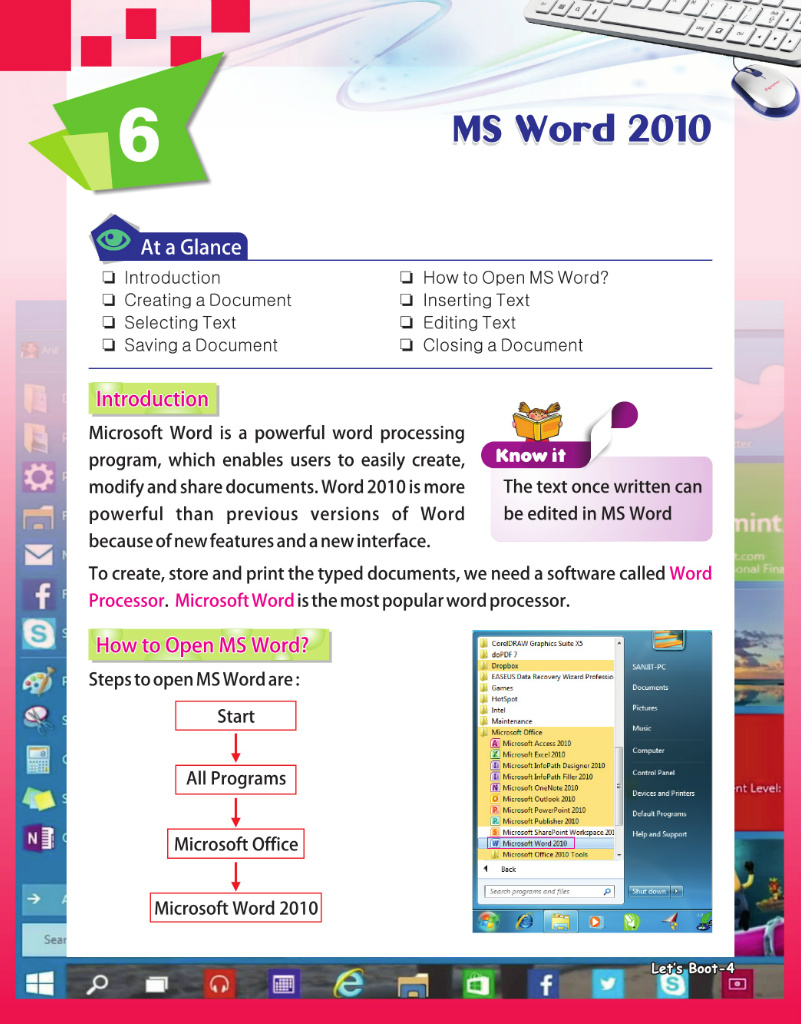 6
MS Word 2010
At a Glance
❑ Introduction
❑ How to Open MS Word?
❑ Creating a Document
❑ Inserting Text
❑ Selecting Text
❑ Editing Text
❑ Saving a Document
❑ Closing a Document
Introduction
Microsoft Word is a powerful word processing
program, which enables users to easily create,
modify and share documents. Word 2010 is more
powerful than previous versions of Word
because of new features and a new interface.
Know it
The text once written can
be edited in MS Word
To create, store and print the typed documents, we need a software called Word
Processor. Microsoft Word is the most popular word processor.
How to Open MS Word?
Steps to open MS Word are :
Start
All Programs
Microsoft Office
Microsoft Word 2010
CorelDRAW Graphics Suite X5
doPDF 7
Dropbox
EASEUS Data Recovery Wizard Professio
Games
HotSpot
Intel
Maintenance
Microsoft Office
Microsoft Access 2010
Microsoft Excel 2010
Microsoft InfoPath Designer 2010
Microsoft InfoPath Filler 2010
Microsoft OneNote 2010
Microsoft Outlook 2010
Microsoft PowerPoint 2010
Microsoft Publisher 2010
Microsoft SharePoint Workspace 201
Microsoft Word 2010
Microsoft Office 2010 Tools
Back
Search programs and files
SANJIT-PC
Documents
Pictures
Music
Computer
Control Panel
Devices and Printers
Default Programs
Help and Support
Shut down
mint
t.com
onal Fina
nt Level:
Sear
Let's Boot-4